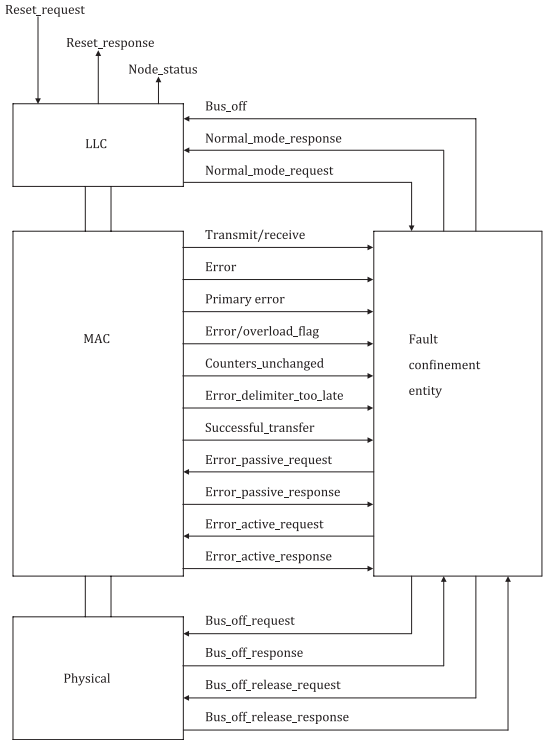 Reset_request
Reset_response
Node_status
Bus_off
LLC
Normal_mode_response
Normal_mode_request
Transmit/receive
Error
Primary error
Error/overload_flag
MAC
Fault
confinement
entity
Counters_unchanged
Error_delimiter_too_late
Successful_transfer
Error_passive_request
Error_passive_response
Error_active_request
Error_active_response
Bus_off_request
Bus_off_response
Physical
Bus_off_release_request
Bus_off_release_response